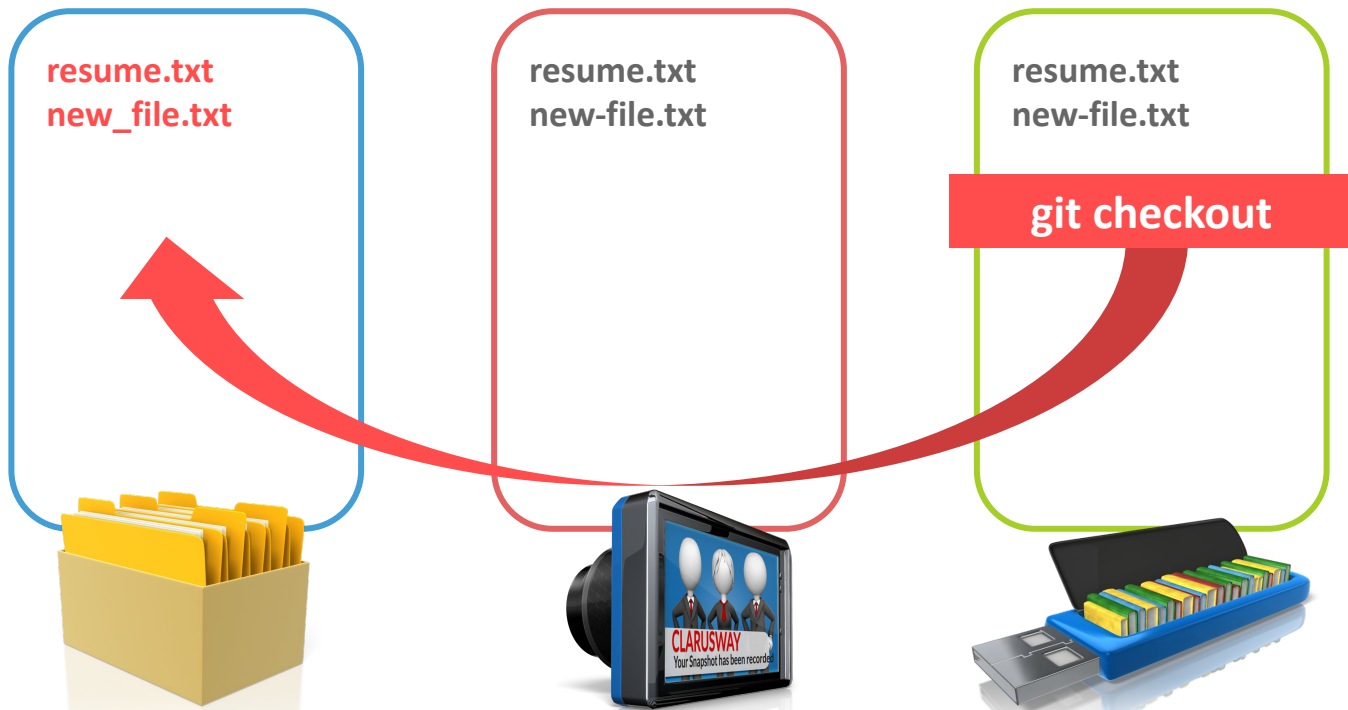 resume.txt
new_file.txt
resume.txt
new-file.txt
resume.txt
new-file.txt
git checkout
CLARUSWAY
Your Snapshot has been recorded